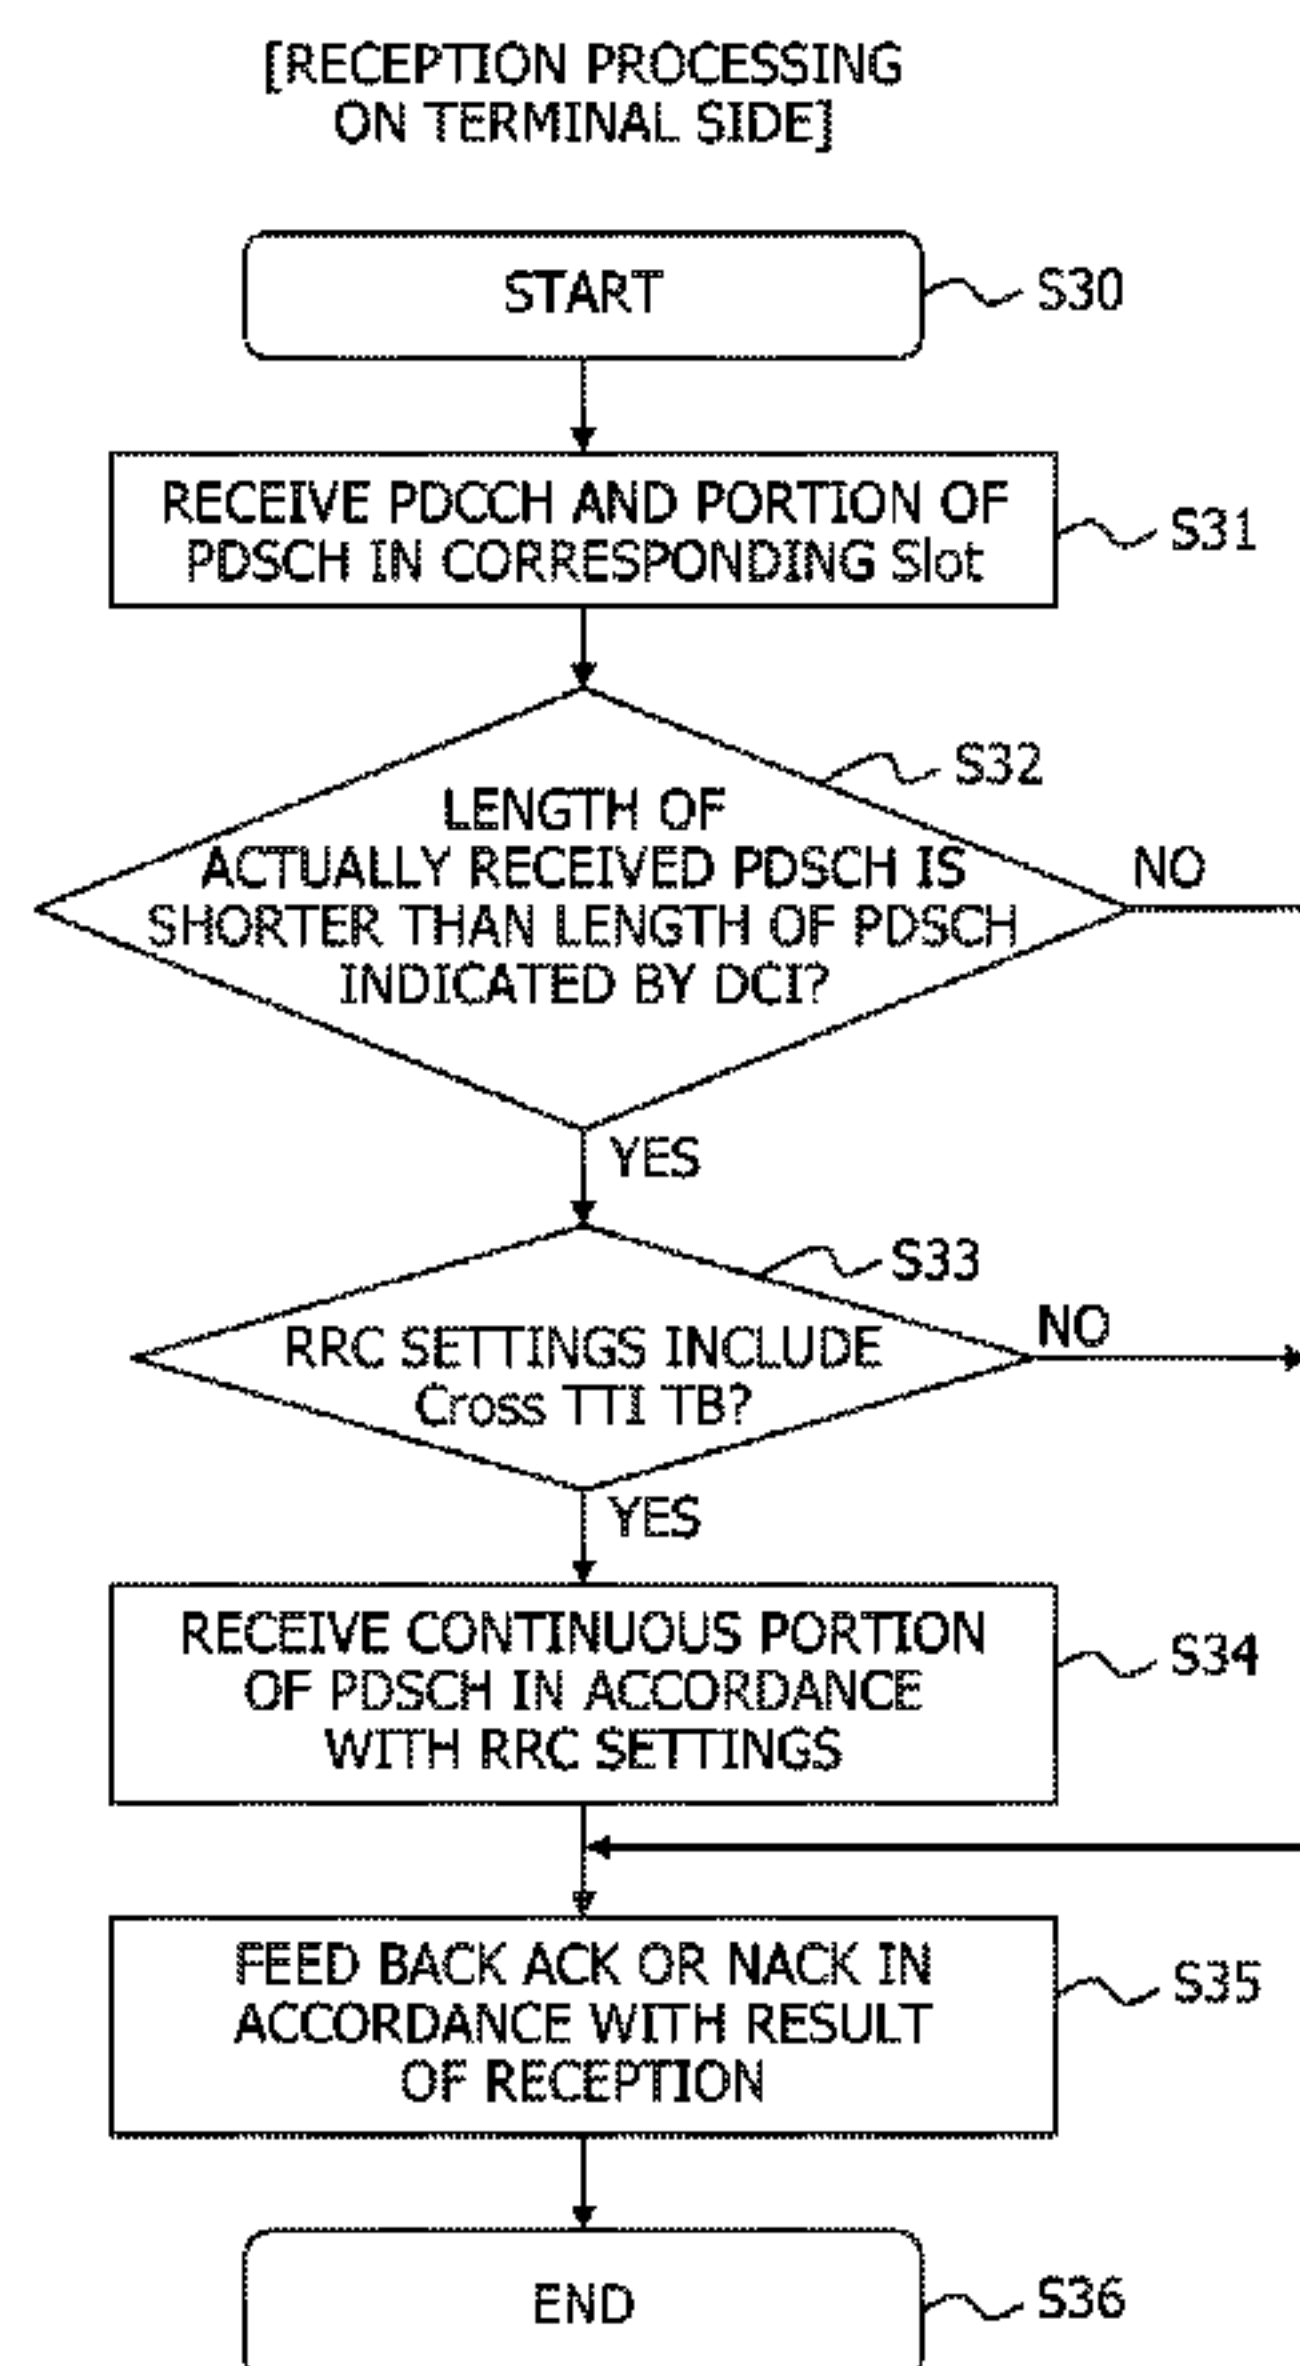 [RECEPTION PROCESSING
ON TERMINAL SIDE]
START
S30
RECEIVE PDCCH AND PORTION OF
PDSCH IN CORRESPONDING Slot
S31
S32
LENGTH OF
ACTUALLY RECEIVED PDSCH IS
SHORTER THAN LENGTH OF PDSCH
INDICATED BY DCI?
NO
YES
S33
RRC SETTINGS INCLUDE
Cross TTI TB?
NO
YES
RECEIVE CONTINUOUS PORTION
OF PDSCH IN ACCORDANCE
WITH RRC SETTINGS
S34
FEED BACK ACK OR NACK IN
ACCORDANCE WITH RESULT
OF RECEPTION
S35
END
S36